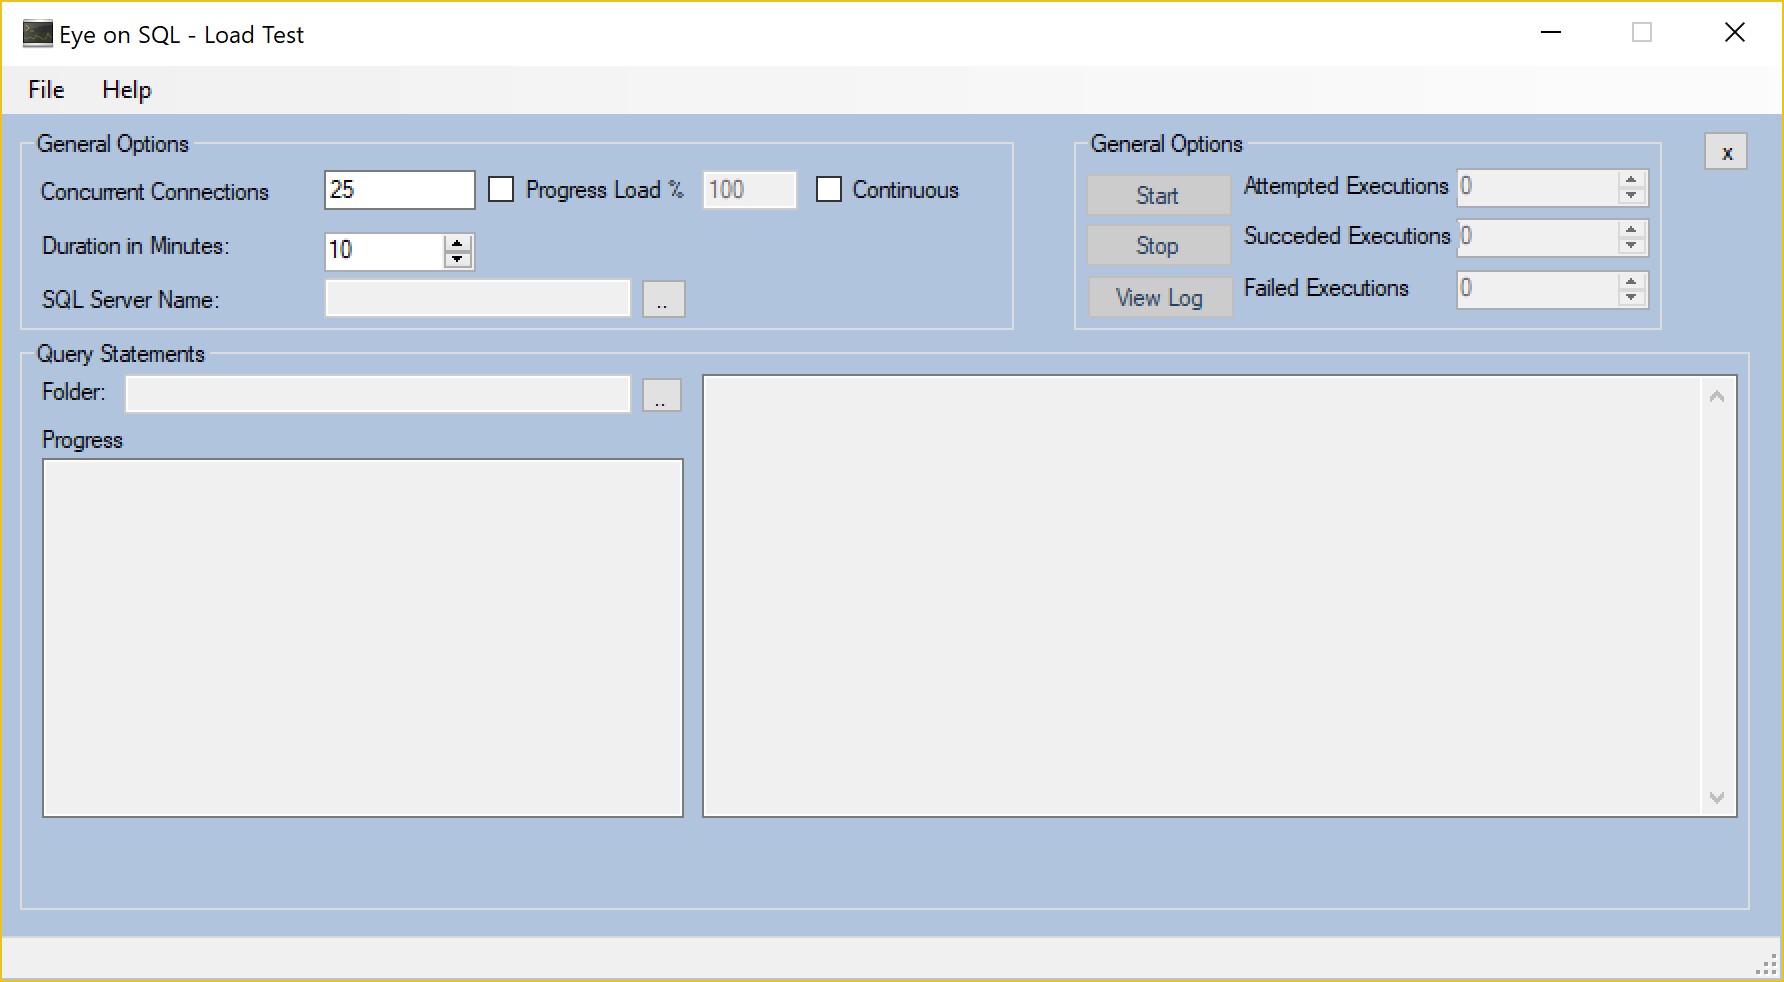 Eye on SQL - Load Test
File Help
General Options
Concurrent Connections 25 Progress Load % 100 Continuous
Duration in Minutes: 10
SQL Server Name: ..
General Options
x
Start Attempted Executions 0
Stop Succeded Executions 0
View Log Failed Executions 0
Query Statements
Folder: ..
Progress